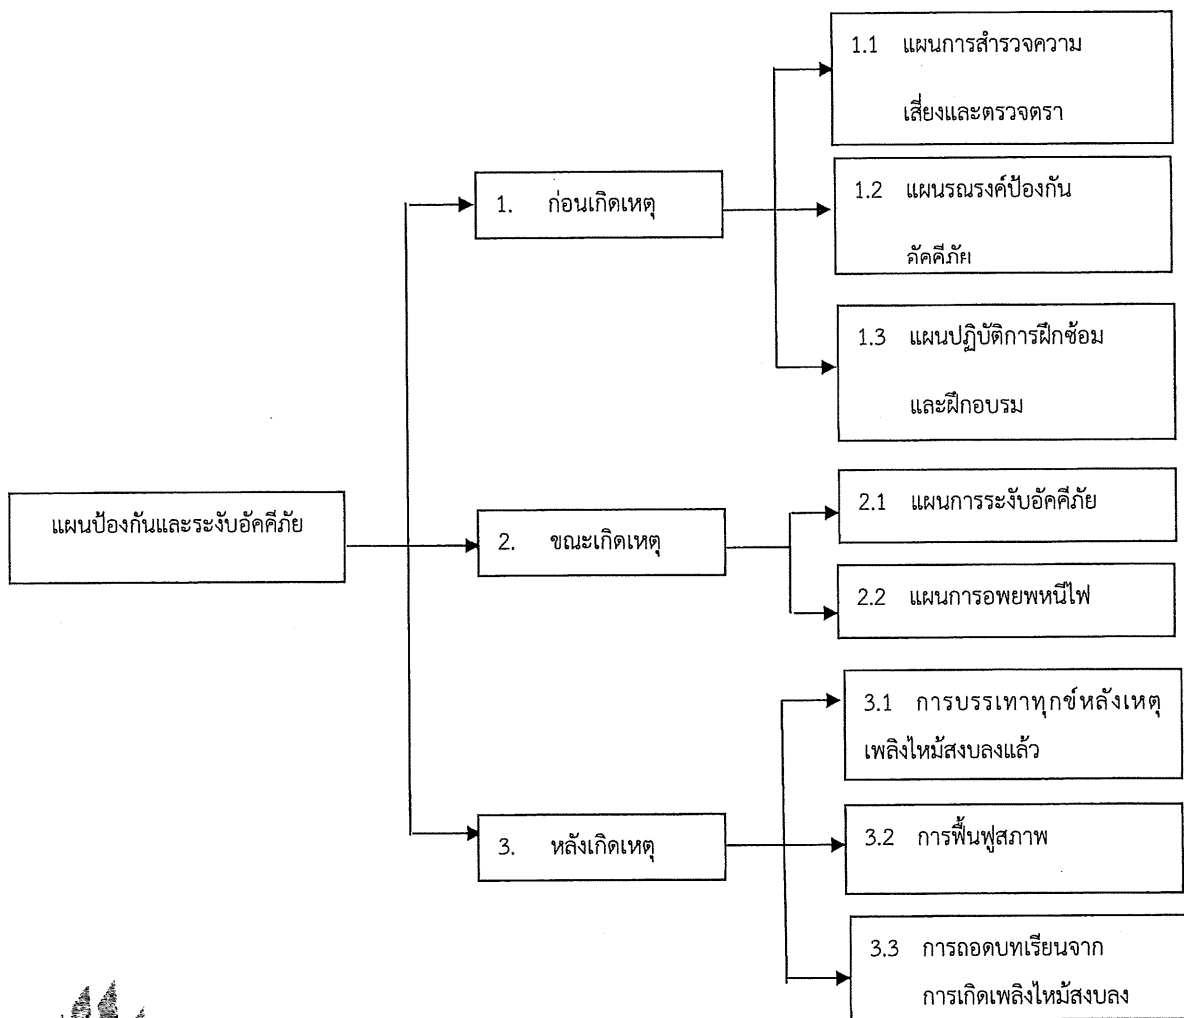 แผนป้องกันและระงับอัคคีภัย
1. ก่อนเกิดเหตุ
1.1 แผนการสำรวจความ
เสี่ยงและตรวจตรา
1.2 แผนรณรงค์ป้องกัน
อัคคีภัย
1.3 แผนปฏิบัติการฝึกซ้อม
และฝึกอบรม
2. ขณะเกิดเหตุ
2.1 แผนการระงับอัคคีภัย
2.2 แผนการอพยพหนีไฟ
3. หลังเกิดเหตุ
3.1 การบรรเทาทุกข์หลังเหตุ
เพลิงไหม้สงบลงแล้ว
3.2 การฟื้นฟูสภาพ
3.3 การถอดบทเรียนจาก
การเกิดเพลิงไหม้สงบลง